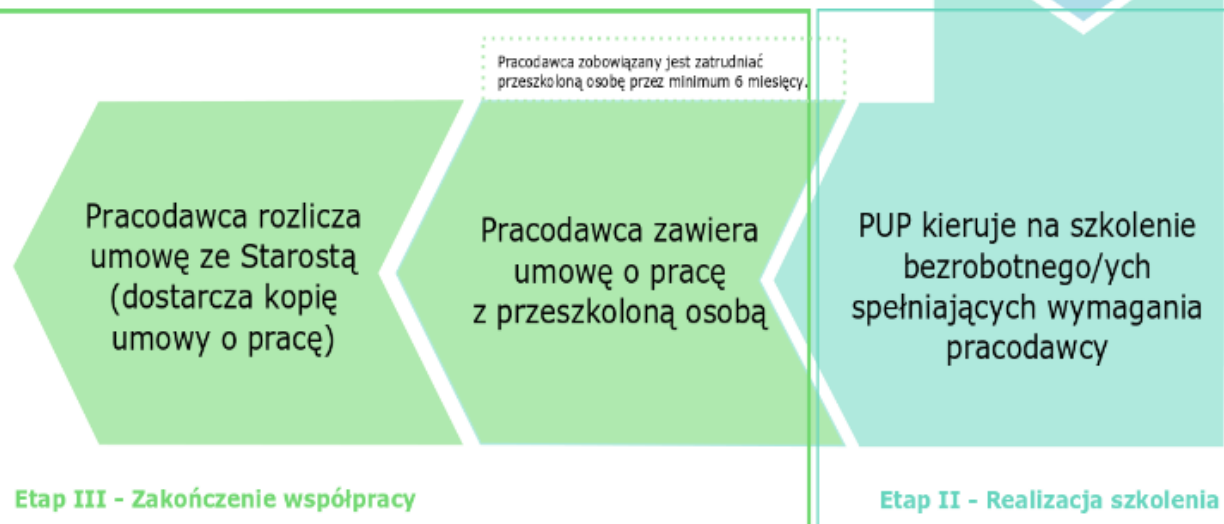 Pracodawca zobowiązany jest zatrudniać
przeszkoloną osobę przez minimum 6 miesięcy.
Pracodawca rozlicza
umowę ze Starostą
(dostarcza kopię
umowy o pracę)
Pracodawca zawiera
umowę o pracę
z przeszkoloną osobą
PUP kieruje na szkolenie
bezrobotnego/ych
spełniających wymagania
pracodawcy
Etap III - Zakończenie współpracy
Etap II - Realizacja szkolenia